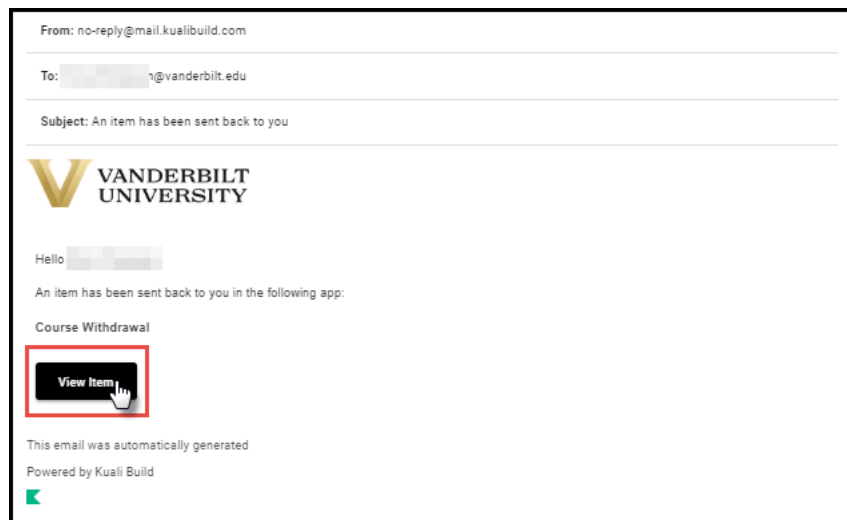 From: no-reply@mail.kualibuild.com
To: @vanderbilt.edu
Subject: An item has been sent back to you
VANDERBILT
UNIVERSITY
Hello
An item has been sent back to you in the following app:
Course Withdrawal
View Item
This email was automatically generated
Powered by Kuali Build